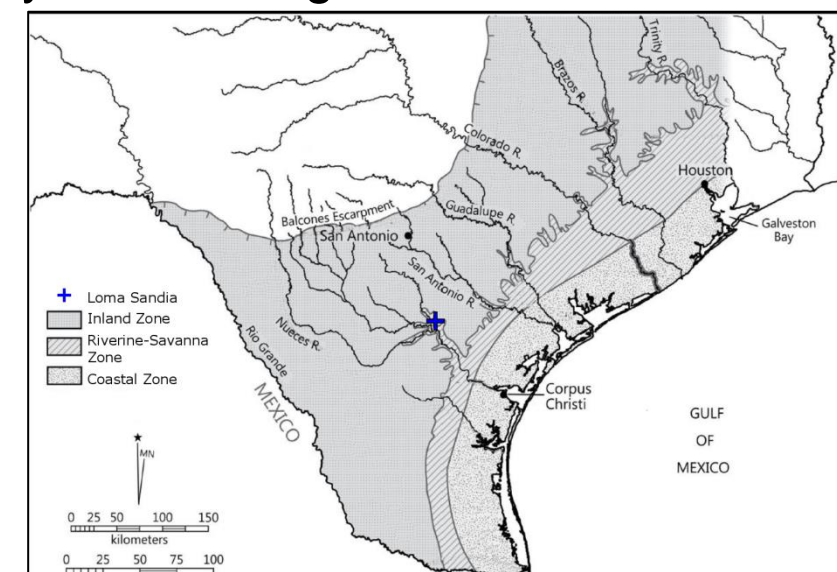 Trinity R.
Brazos R.
Colorado R.
Houston
Balcones Escarpment
Guadalupe R.
San Antonio
Galveston
Bay
San Antonio R.
Loma Sandia
Inland Zone
Riverine-Savanna
Zone
Coastal Zone
Nueces R.
Rio Grande
MEXICO
Corpus
Christi
GULF
OF
MEXICO
MN
0 25 50 100 150
kilometers
0 25 50 75 100